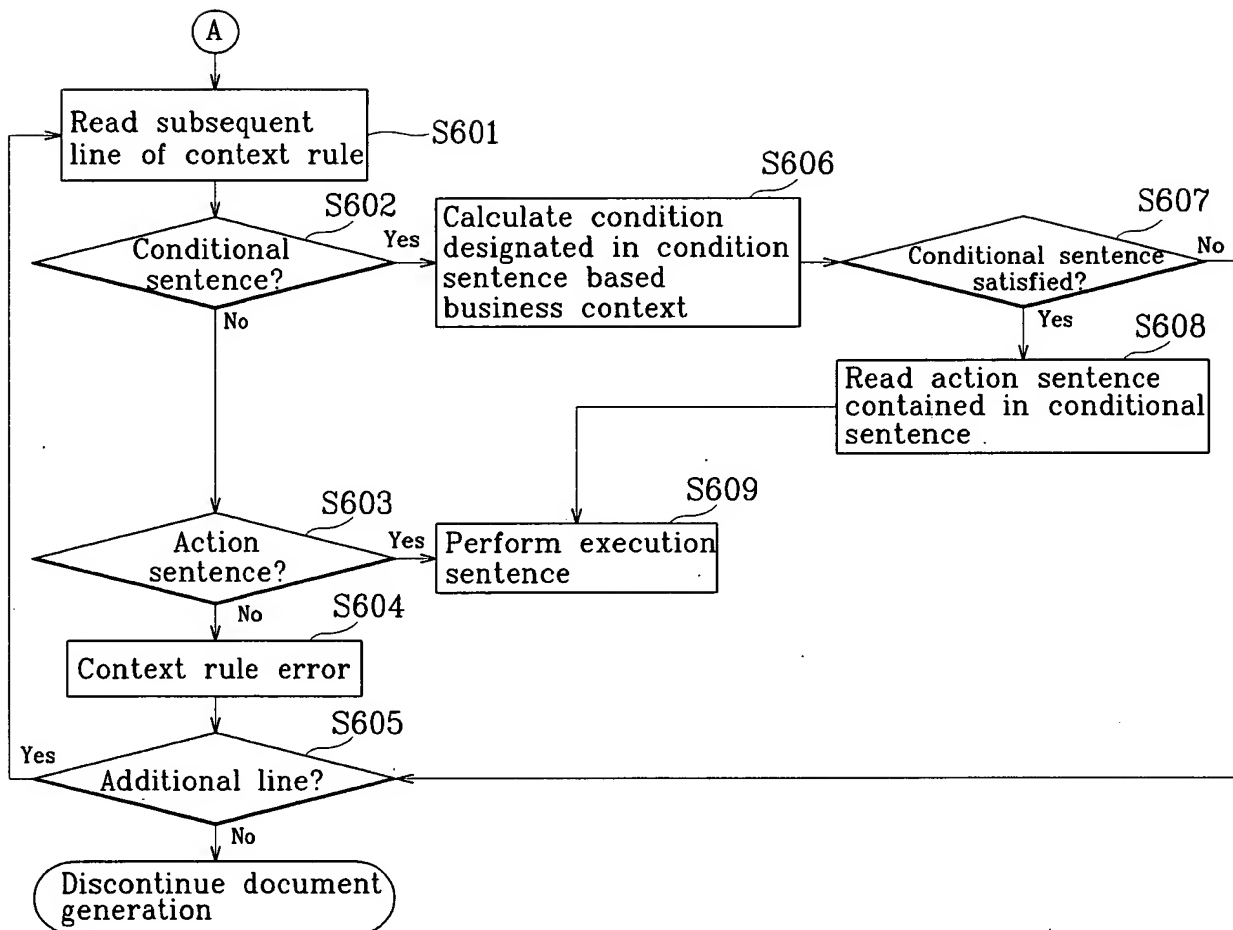 A
Read subsequent
line of context rule
S601
S602
Conditional
sentence?
Yes
No
S606
Calculate condition
designated in condition
sentence based
business context
S607
Conditional sentence
satisfied?
No
Yes
S608
Read action sentence
contained in conditional
sentence
S603
Action
sentence?
Yes
No
S609
Perform execution
sentence
S604
Context rule error
S605
Additional line?
Yes
No
Discontinue document
generation